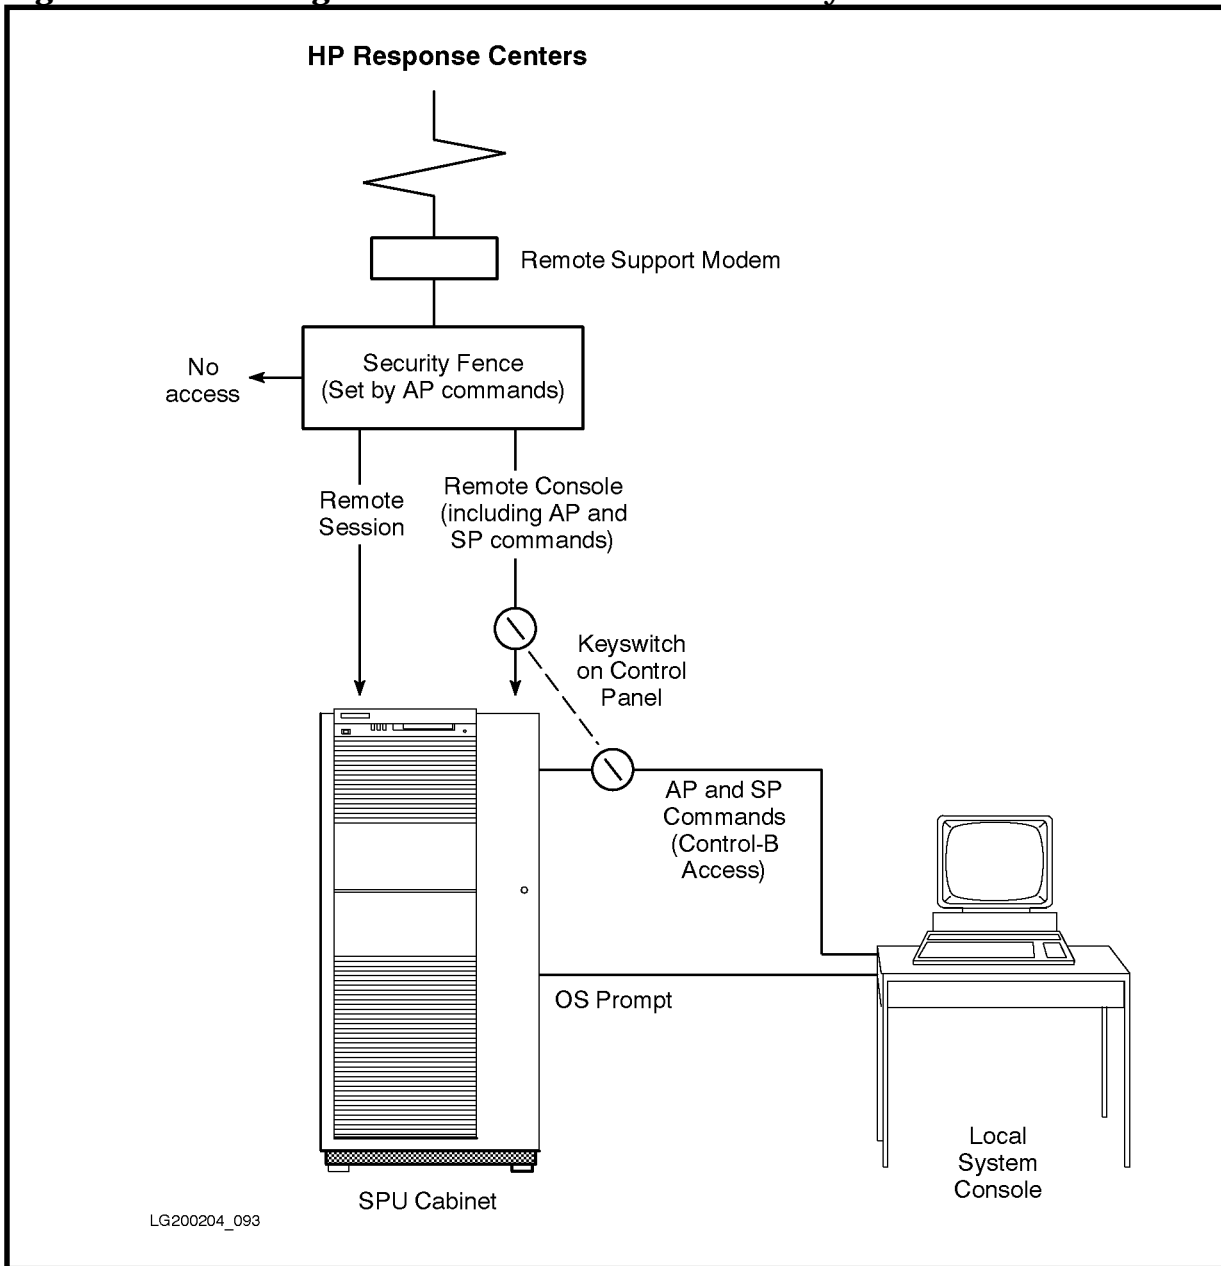 HP Response Centers
Remote Support Modem
Security Fence
(Set by AP commands)
No
access
Remote
Session
Remote Console
(including AP and
SP commands)
Keyswitch
on Control
Panel
AP and SP
Commands
(Control-B
Access)
OS Prompt
Local
System
Console
SPU Cabinet
LG200204_093